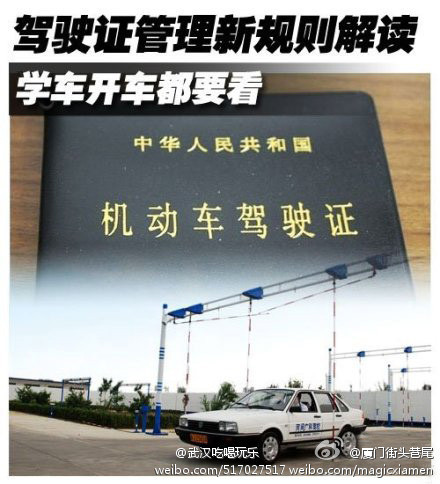 驾驶证管理新规则解读
学车开车都要看
中华人民共和国
机动车驾驶证
@武汉吃喝玩乐
weibo.com/517027517
@厦门街头巷尾
weibo.com/magicxiamen